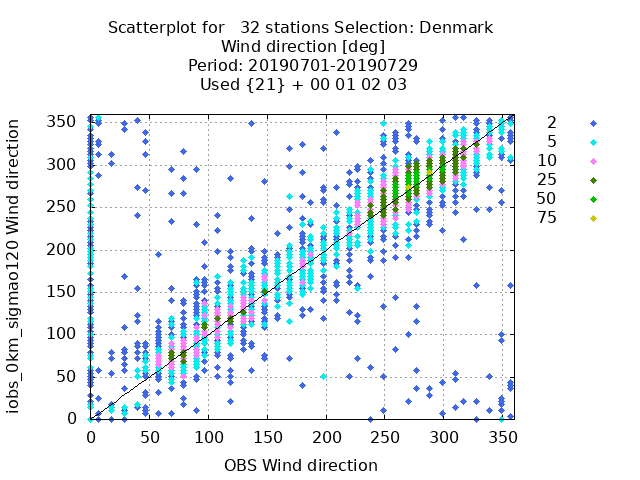 Scatterplot for   32 stations Selection: Denmark
Wind direction [deg]
Period: 20190701-20190729
Used {21} + 00 01 02 03
iobs_0km_sigmao120 Wind direction
350
300
250
200
150
100
50
0
0 50 100 150 200 250 300 350
OBS Wind direction
2
5
10
25
50
75